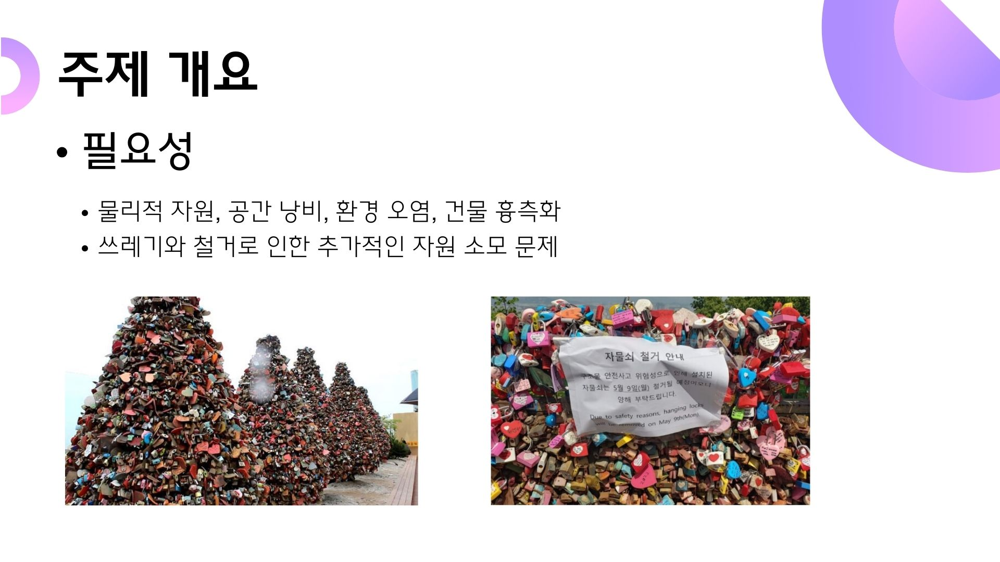 주제 개요
• 필요성
• 물리적 자원, 공간 낭비, 환경 오염, 건물 흉측화
• 쓰레기와 철거로 인한 추가적인 자원 소모 문제
자물쇠 철거 안내
구조물 안전사고 위험성으로 인해 설치된
자물쇠는 5월 9일(월) 철거될 예정이오니
양해 부탁드립니다.
Due to safety reasons, hanging locks
will be removed on May 9th(Mon).